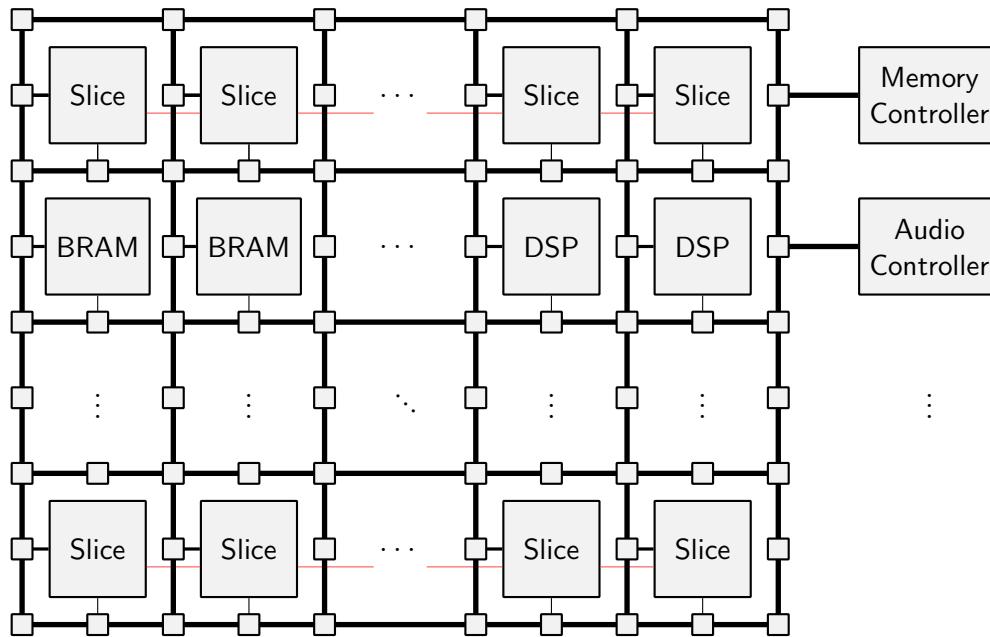 Slice Slice ··· Slice Slice Memory
Controller
BRAM BRAM ··· DSP DSP Audio
Controller
⋮ ⋮ ⋱ ⋮ ⋮ ⋮
Slice Slice ··· Slice Slice